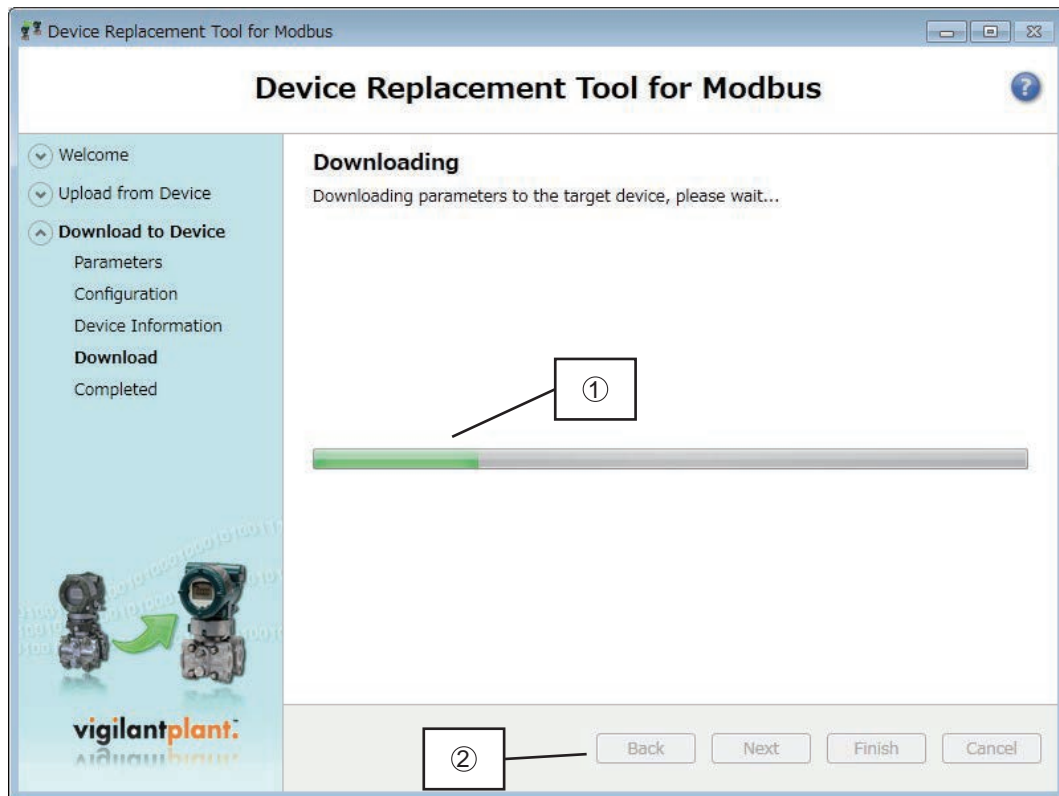 Device Replacement Tool for Modbus
Device Replacement Tool for Modbus
?
Welcome
Upload from Device
Download to Device
Parameters
Configuration
Device Information
Download
Completed
Downloading
Downloading parameters to the target device, please wait...
①
vigilantplant.
②
Back Next Finish Cancel